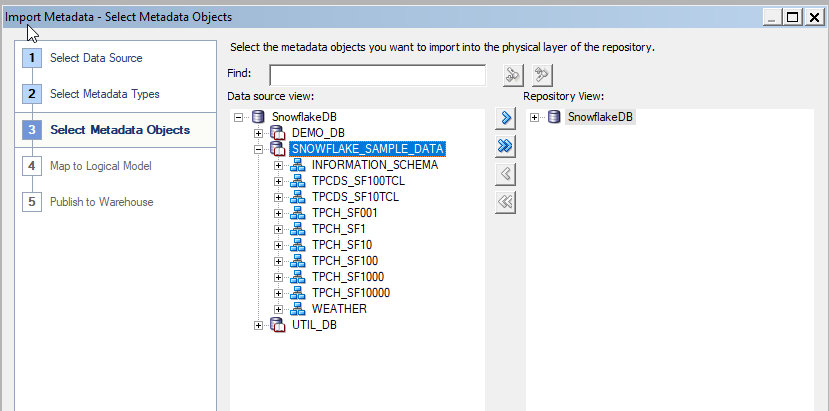 Import Metadata - Select Metadata Objects
1 Select Data Source
2 Select Metadata Types
3 Select Metadata Objects
4 Map to Logical Model
5 Publish to Warehouse
Select the metadata objects you want to import into the physical layer of the repository.
Find:
Data source view:
SnowflakeDB
DEMO_DB
SNOWFLAKE_SAMPLE_DATA
INFORMATION_SCHEMA
TPCDS_SF100TCL
TPCDS_SF10TCL
TPCH_SF001
TPCH_SF1
TPCH_SF10
TPCH_SF100
TPCH_SF1000
TPCH_SF10000
WEATHER
UTIL_DB
Repository View:
SnowflakeDB